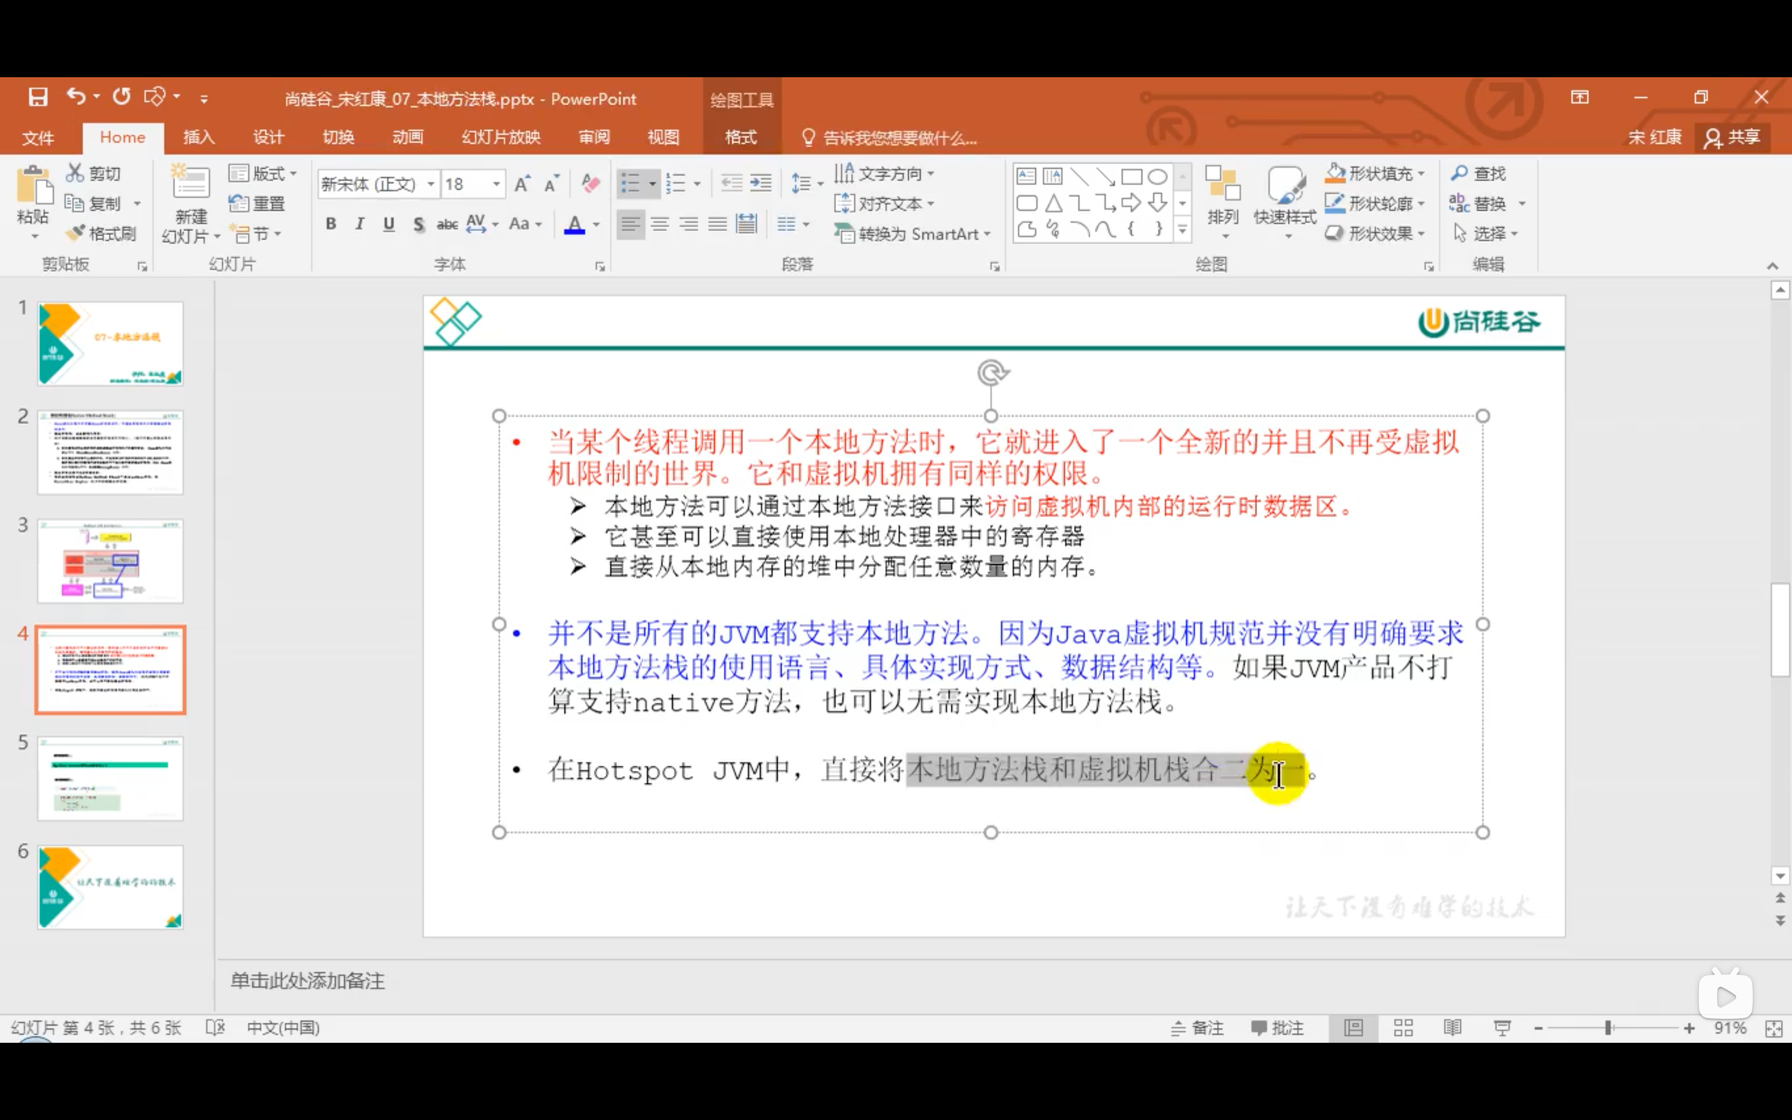 尚硅谷_宋红康_07_本地方法栈.pptx - PowerPoint
绘图工具
文件 Home 插入 设计 切换 动画 幻灯片放映 审阅 视图 格式 告诉我您想要做什么... 宋 红康 共享
粘贴 剪切 复制 格式刷 剪贴板
新建 幻灯片 版式 重置 节 幻灯片
新宋体 (正文) 18 字体
文字方向 对齐文本 转换为 SmartArt 段落
排列 快速样式 形状填充 形状轮廓 形状效果 绘图
查找 替换 选择 编辑
1
07-本地方法栈
2
3
4
5
6
让天下没有难学的技术
尚硅谷
• 当某个线程调用一个本地方法时，它就进入了一个全新的并且不再受虚拟
机限制的世界。它和虚拟机拥有同样的权限。
➢ 本地方法可以通过本地方法接口来访问虚拟机内部的运行时数据区。
➢ 它甚至可以直接使用本地处理器中的寄存器
➢ 直接从本地内存的堆中分配任意数量的内存。
• 并不是所有的JVM都支持本地方法。因为Java虚拟机规范并没有明确要求
本地方法栈的使用语言、具体实现方式、数据结构等。如果JVM产品不打
算支持native方法，也可以无需实现本地方法栈。
• 在Hotspot JVM中，直接将本地方法栈和虚拟机栈合二为一。
让天下没有难学的技术
单击此处添加备注
幻灯片 第 4 张，共 6 张 中文(中国) 备注 批注 91%